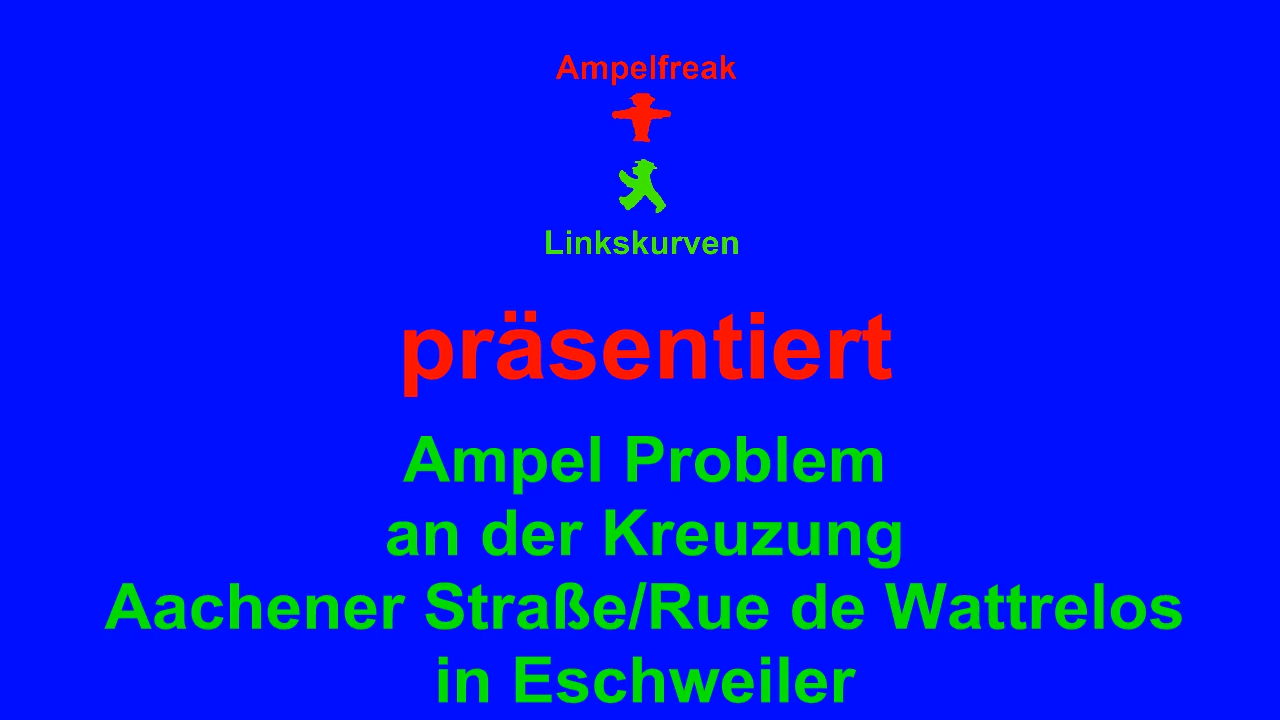 Ampelfreak
Linkskurven
präsentiert
Ampel Problem
an der Kreuzung
Aachener Straße/Rue de Wattrelos
in Eschweiler